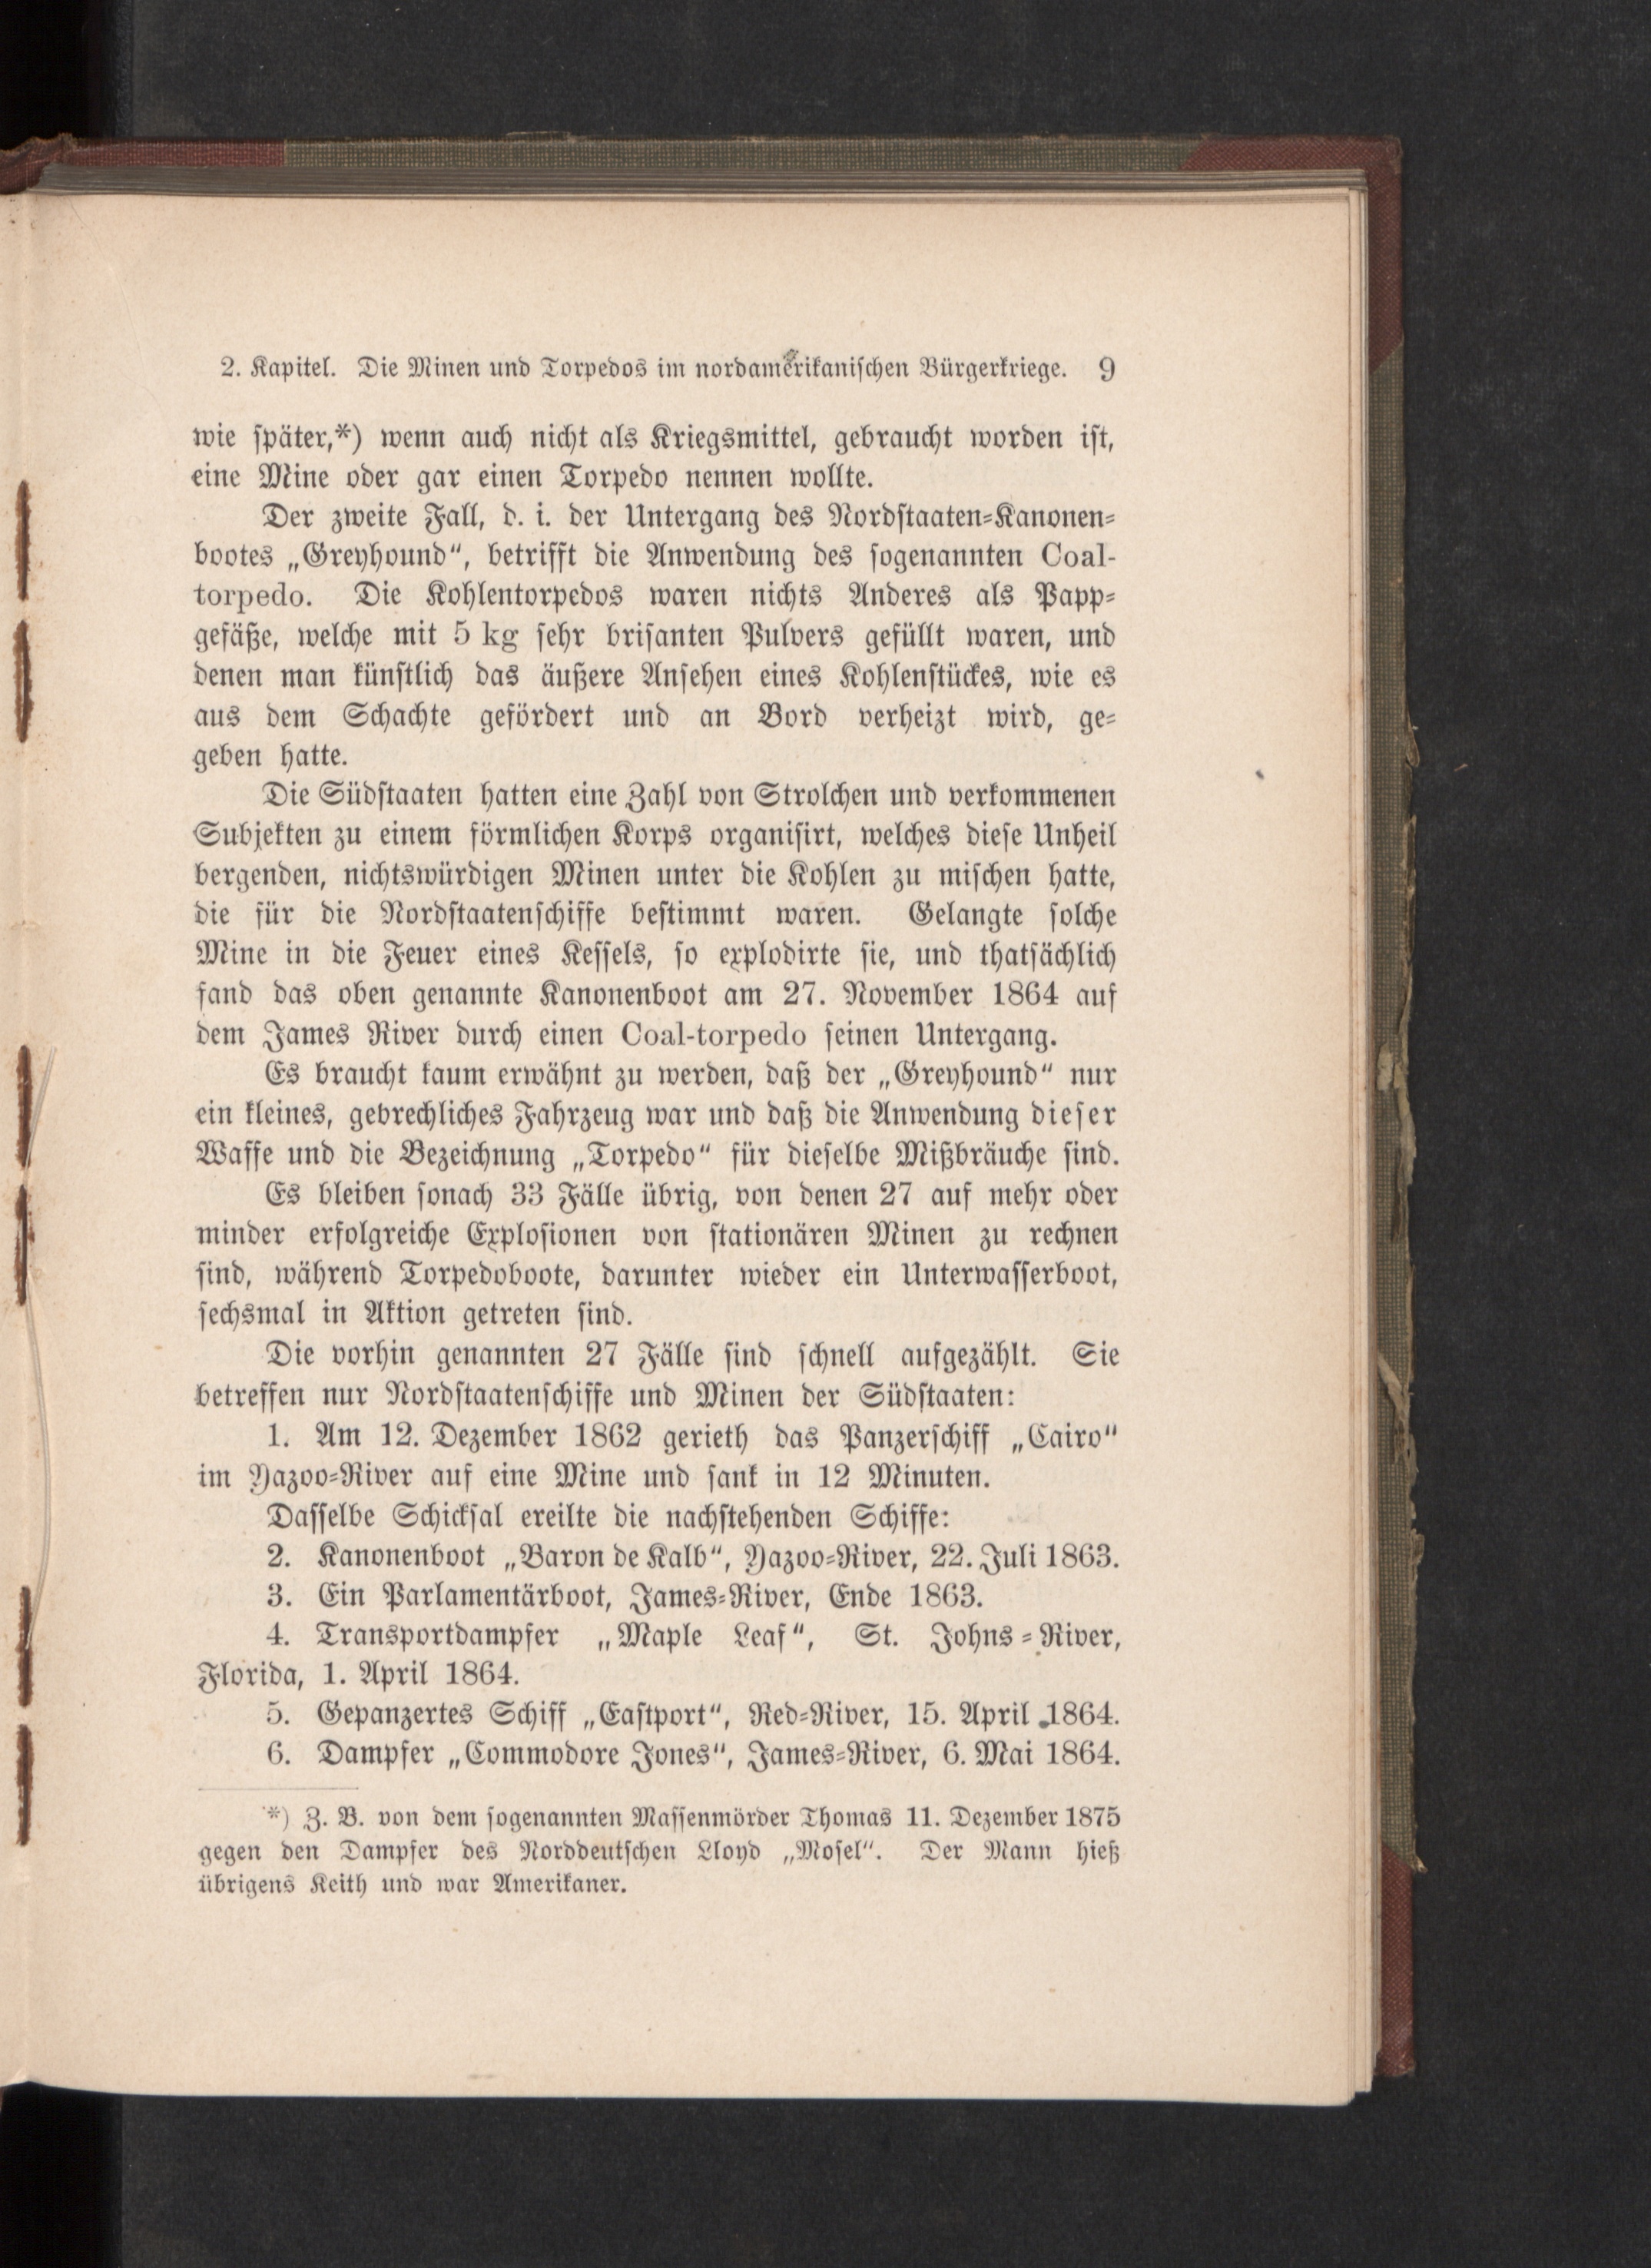 2. Kapitel. Die Minen und Torpedos im nordamerikanischen Bürgerkriege. 9
wie später,*) wenn auch nicht als Kriegsmittel, gebraucht worden ist,
eine Mine oder gar einen Torpedo nennen wollte.
Der zweite Fall, d. i. der Untergang des Nordstaaten-Kanonen-
bootes „Greyhound“, betrifft die Anwendung des sogenannten Coal-
torpedo. Die Kohlentorpedos waren nichts Anderes als Papp-
gefäße, welche mit 5 kg sehr brisanten Pulvers gefüllt waren, und
denen man künstlich das äußere Ansehen eines Kohlenstückes, wie es
aus dem Schachte gefördert und an Bord verheizt wird, ge-
geben hatte.
Die Südstaaten hatten eine Zahl von Strolchen und verkommenen
Subjekten zu einem förmlichen Korps organisirt, welches diese Unheil
bergenden, nichtswürdigen Minen unter die Kohlen zu mischen hatte,
die für die Nordstaatenschiffe bestimmt waren. Gelangte solche
Mine in die Feuer eines Kessels, so explodirte sie, und thatsächlich
fand das oben genannte Kanonenboot am 27. November 1864 auf
dem James River durch einen Coal-torpedo seinen Untergang.
Es braucht kaum erwähnt zu werden, daß der „Greyhound“ nur
ein kleines, gebrechliches Fahrzeug war und daß die Anwendung dieser
Waffe und die Bezeichnung „Torpedo“ für dieselbe Mißbräuche sind.
Es bleiben sonach 33 Fälle übrig, von denen 27 auf mehr oder
minder erfolgreiche Explosionen von stationären Minen zu rechnen
sind, während Torpedoboote, darunter wieder ein Unterwasserboot,
sechsmal in Aktion getreten sind.
Die vorhin genannten 27 Fälle sind schnell aufgezählt. Sie
betreffen nur Nordstaatenschiffe und Minen der Südstaaten:
1. Am 12. Dezember 1862 gerieth das Panzerschiff „Cairo“
im Yazoo-River auf eine Mine und sank in 12 Minuten.
Dasselbe Schicksal ereilte die nachstehenden Schiffe:
2. Kanonenboot „Baron de Kalb“, Yazoo-River, 22. Juli 1863.
3. Ein Parlamentärboot, James-River, Ende 1863.
4. Transportdampfer „Maple Leaf“, St. Johns-River,
Florida, 1. April 1864.
5. Gepanzertes Schiff „Eastport“, Red-River, 15. April 1864.
6. Dampfer „Commodore Jones“, James-River, 6. Mai 1864.
*) Z. B. von dem sogenannten Massenmörder Thomas 11. Dezember 1875
gegen den Dampfer des Norddeutschen Lloyd „Mosel“. Der Mann hieß
übrigens Keith und war Amerikaner.